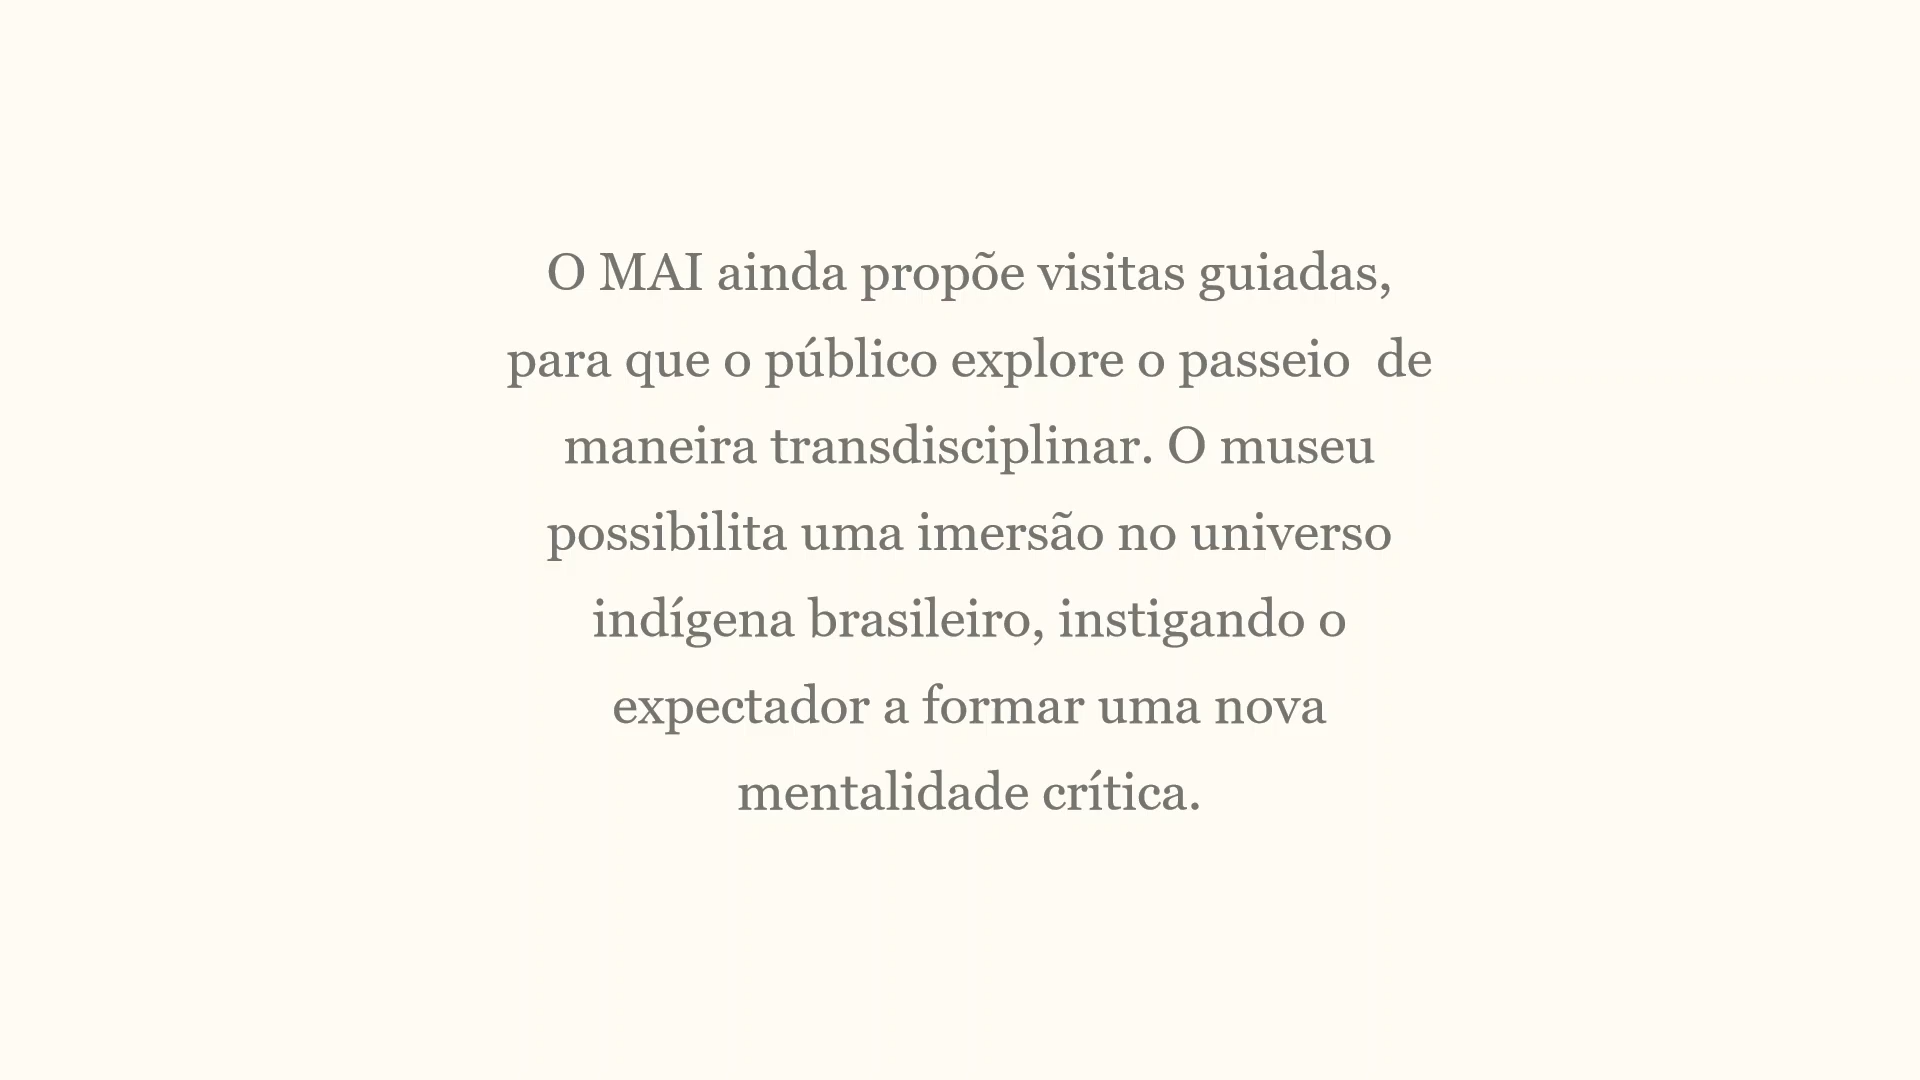 O MAI ainda propõe visitas guiadas,
para que o público explore o passeio  de
maneira transdisciplinar. O museu
possibilita uma imersão no universo
indígena brasileiro, instigando o
expectador a formar uma nova
mentalidade crítica.